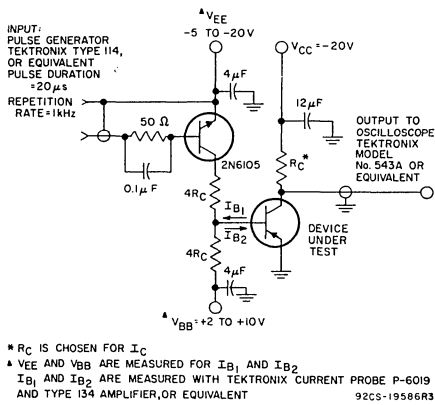 INPUT:
PULSE GENERATOR
TEKTRONIX TYPE 114,
OR EQUIVALENT
PULSE DURATION
=20μs
REPETITION
RATE=1kHz
▲VEE
-5 TO -20V
VCC=-20V
4μF
12μF
50 Ω
0.1μF
2N6105
OUTPUT TO
OSCILLOSCOPE
TEKTRONIX
MODEL
No. 543A OR
EQUIVALENT
RC*
4RC
IB1
IB2
DEVICE
UNDER
TEST
4RC
4μF
▲VBB=+2 TO +10V
* RC IS CHOSEN FOR IC
▲ VEE AND VBB ARE MEASURED FOR IB1 AND IB2
IB1 AND IB2 ARE MEASURED WITH TEKTRONIX CURRENT PROBE P-6019
AND TYPE 134 AMPLIFIER, OR EQUIVALENT
92CS-19586R3